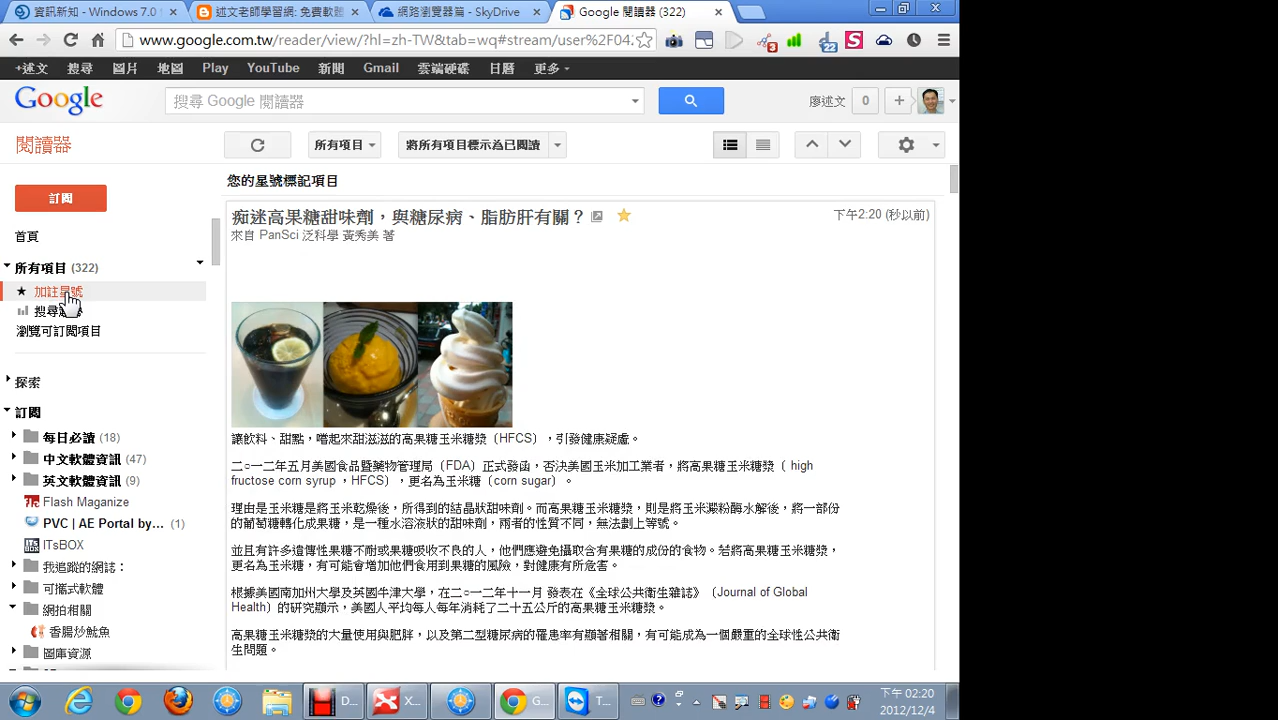 資訊新知 - Windows 7.0
述文老師學習網: 免費軟體
網路瀏覽器篇 - SkyDrive
Google 閱讀器 (322)
www.google.com.tw/reader/view/?hl=zh-TW&tab=wq#stream/user%2F04
3
22
+述文 搜尋 圖片 地圖 Play YouTube 新聞 Gmail 雲端硬碟 日曆 更多
Google
搜尋 Google 閱讀器
廖述文
0
閱讀器
所有項目
將所有項目標示為已閱讀
訂閱
首頁
所有項目 (322)
加註星號
瀏覽可訂閱項目
探索
訂閱
每日必讀 (18)
中文軟體資訊 (47)
英文軟體資訊 (9)
Flash Maganize
PVC | AE Portal by... (1)
ITsBOX
我追蹤的網誌：
可攜式軟體
網拍相關
香腸炒魷魚
圖庫資源
您的星號標記項目
痴迷高果糖甜味劑，與糖尿病、脂肪肝有關？
下午2:20 (秒以前)
來自 PanSci 泛科學 黃秀美 著
讓飲料、甜點，嚐起來甜滋滋的高果糖玉米糖漿（HFCS），引發健康疑慮。
二○一二年五月美國食品暨藥物管理局（FDA）正式發函，否決美國玉米加工業者，將高果糖玉米糖漿（ high
fructose corn syrup ，HFCS），更名為玉米糖（corn sugar）。
理由是玉米糖是將玉米乾燥後，所得到的結晶狀甜味劑。而高果糖玉米糖漿，則是將玉米澱粉酶水解後，將一部份
的葡萄糖轉化成果糖，是一種水溶液狀的甜味劑，兩者的性質不同，無法劃上等號。
並且有許多遺傳性果糖不耐或果糖吸收不良的人，他們應避免攝取含有果糖的成份的食物。若將高果糖玉米糖漿，
更名為玉米糖，有可能會增加他們食用到果糖的風險，對健康有所危害。
根據美國南加州大學及英國牛津大學，在二○一二年十一月 發表在《全球公共衛生雜誌》（Journal of Global
Health）的研究顯示，美國人平均每人每年消耗了二十五公斤的高果糖玉米糖漿。
高果糖玉米糖漿的大量使用與肥胖，以及第二型糖尿病的罹患率有顯著相關，有可能成為一個嚴重的全球性公共衛
生問題。
D...
X...
G...
T...
下午 02:20
2012/12/4